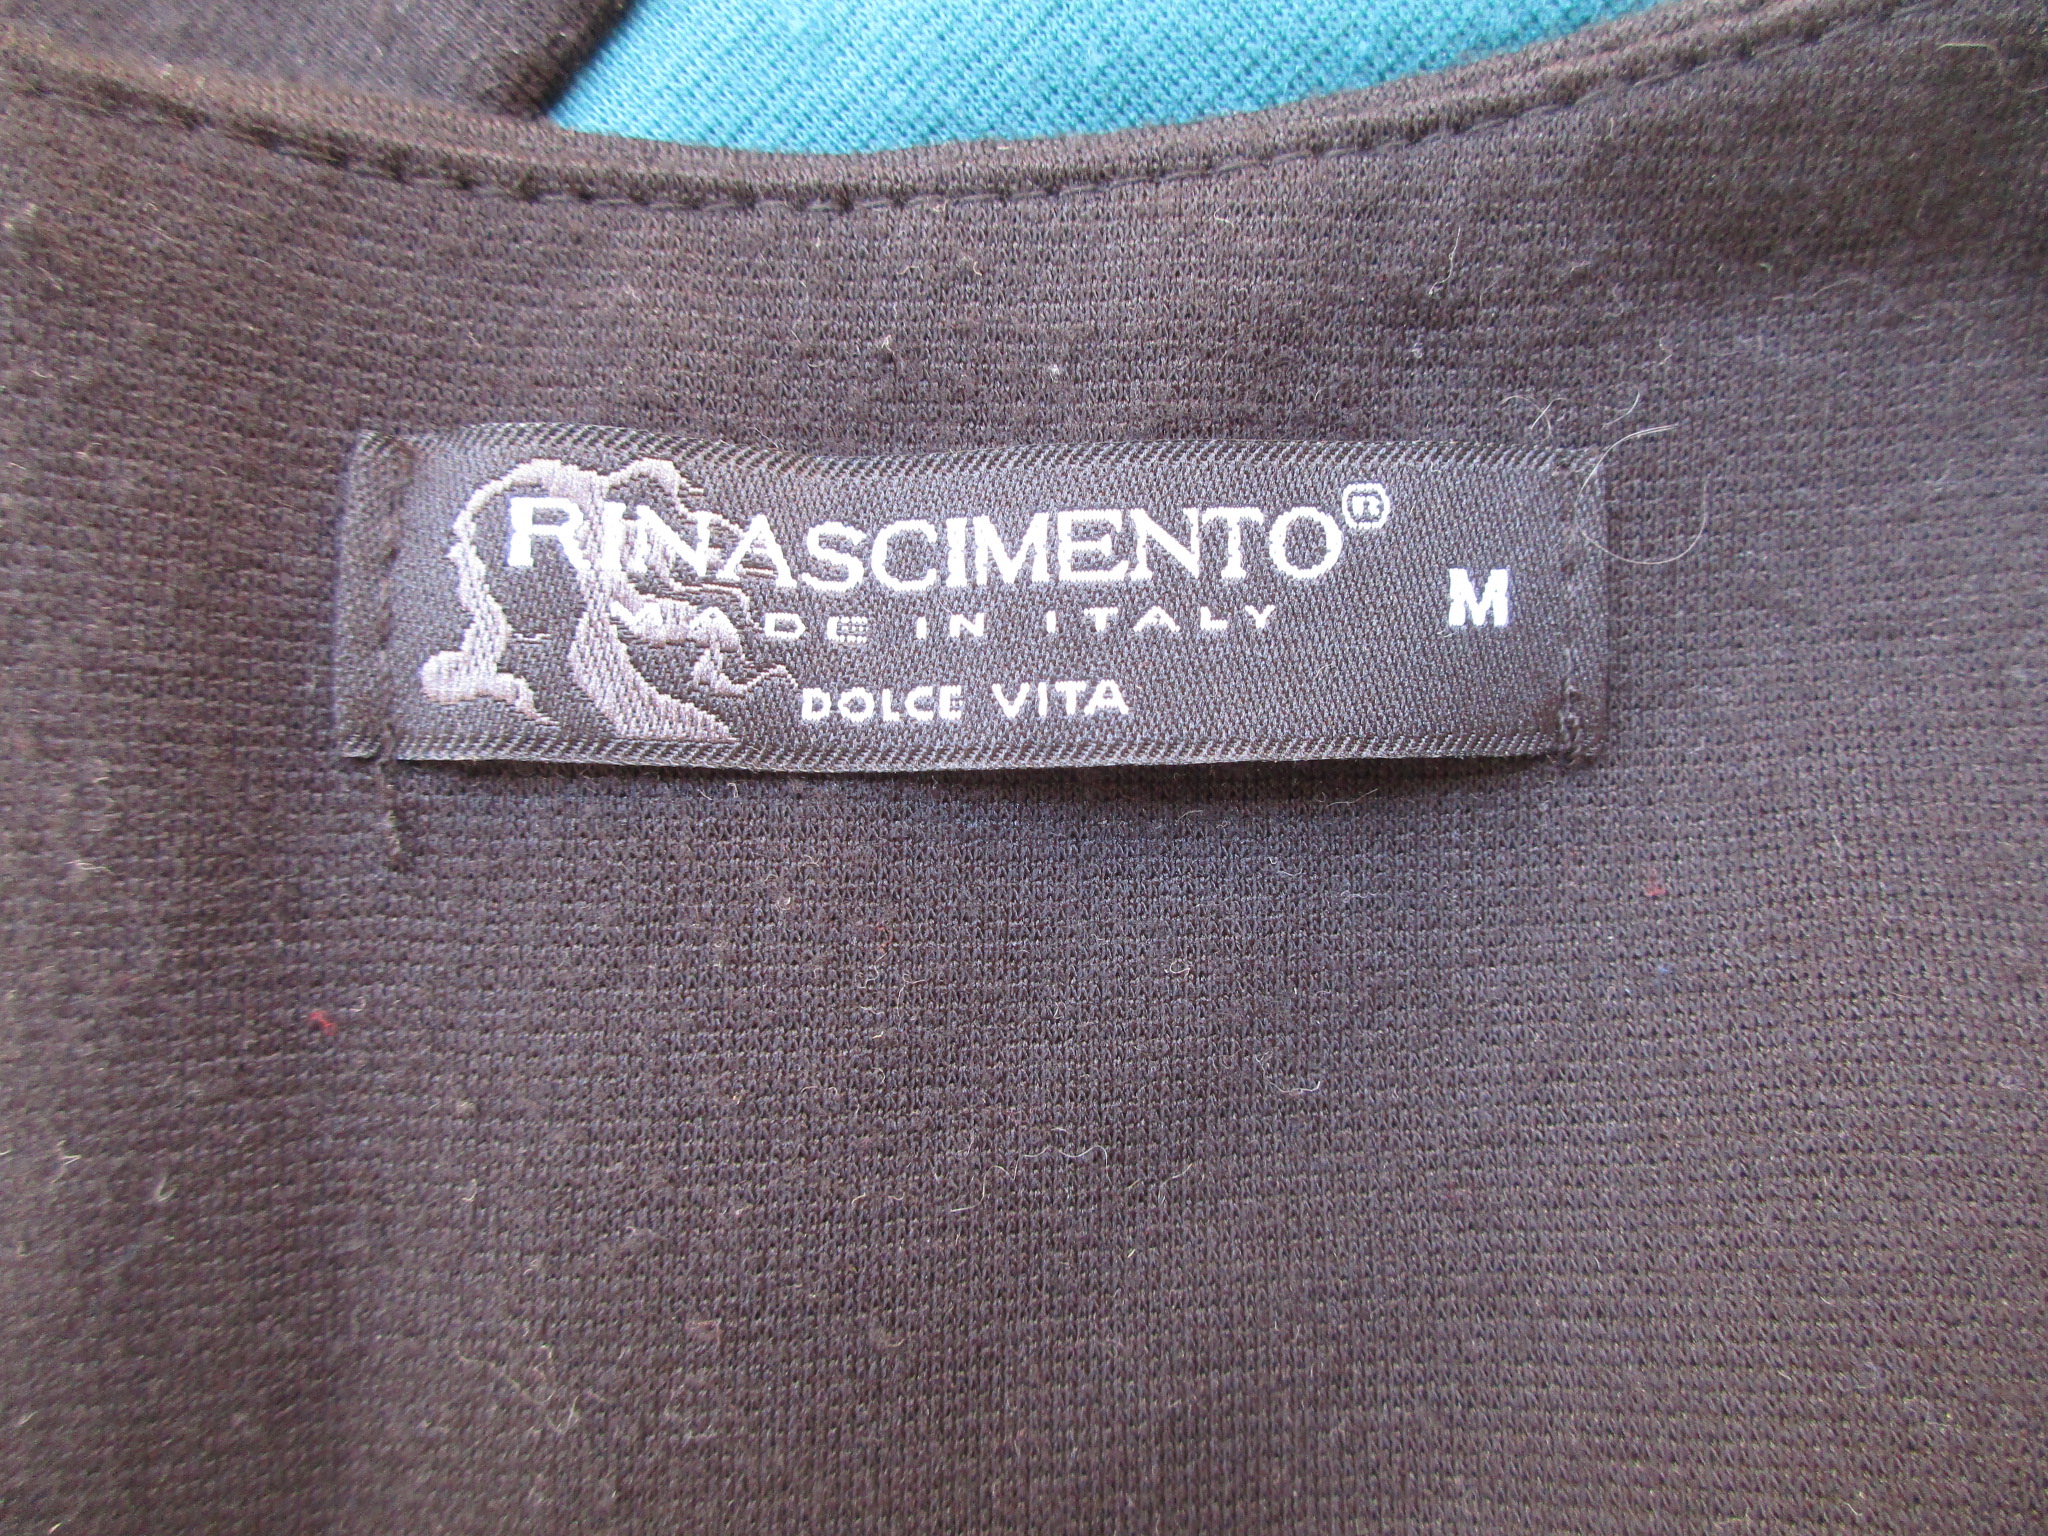 RINASCIMENTO®
MADE IN ITALY
M
DOLCE VITA